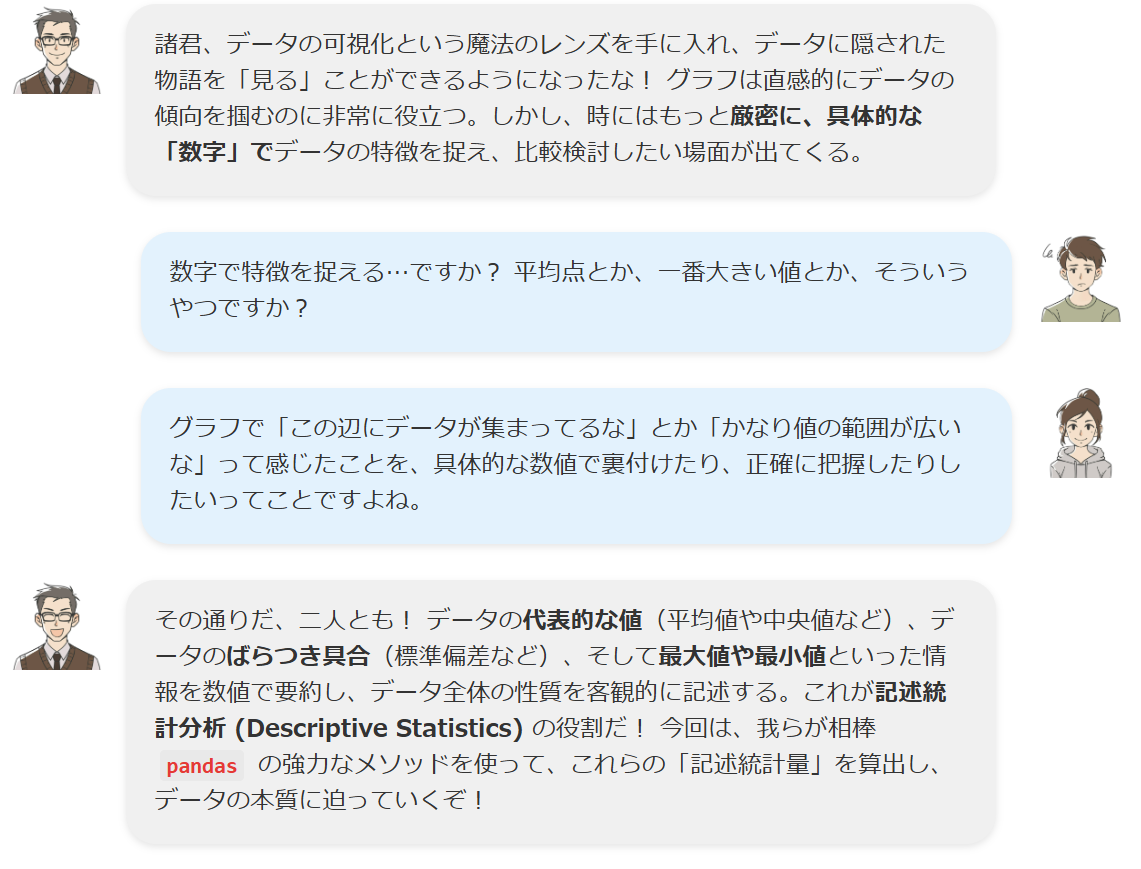 諸君、データの可視化という魔法のレンズを手に入れ、データに隠された
物語を「見る」ことができるようになったな！ グラフは直感的にデータの
傾向を掴むのに非常に役立つ。しかし、時にはもっと厳密に、具体的な
「数字」でデータの特徴を捉え、比較検討したい場面が出てくる。
数字で特徴を捉える…ですか？ 平均点とか、一番大きい値とか、そういう
やつですか？
グラフで「この辺にデータが集まってるな」とか「かなり値の範囲が広い
な」って感じたことを、具体的な数値で裏付けたり、正確に把握したりし
たいってことですよね。
その通りだ、二人とも！ データの代表的な値（平均値や中央値など）、デ
ータのばらつき具合（標準偏差など）、そして最大値や最小値といった情
報を数値で要約し、データ全体の性質を客観的に記述する。これが記述統
計分析 (Descriptive Statistics) の役割だ！ 今回は、我らが相棒
pandas の強力なメソッドを使って、これらの「記述統計量」を算出し、
データの本質に迫っていくぞ！